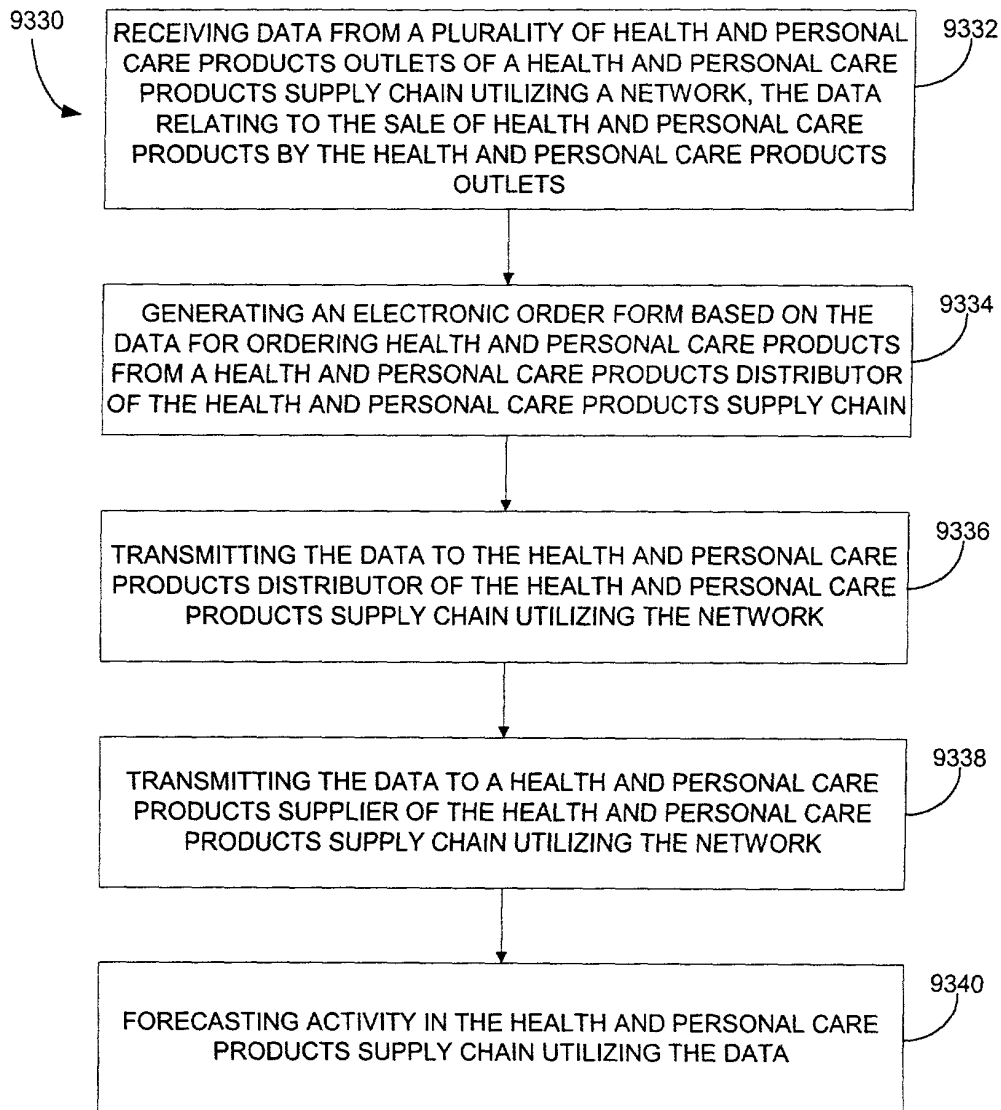 9330
RECEIVING DATA FROM A PLURALITY OF HEALTH AND PERSONAL
CARE PRODUCTS OUTLETS OF A HEALTH AND PERSONAL CARE
PRODUCTS SUPPLY CHAIN UTILIZING A NETWORK, THE DATA
RELATING TO THE SALE OF HEALTH AND PERSONAL CARE
PRODUCTS BY THE HEALTH AND PERSONAL CARE PRODUCTS
OUTLETS
9332
GENERATING AN ELECTRONIC ORDER FORM BASED ON THE
DATA FOR ORDERING HEALTH AND PERSONAL CARE PRODUCTS
FROM A HEALTH AND PERSONAL CARE PRODUCTS DISTRIBUTOR
OF THE HEALTH AND PERSONAL CARE PRODUCTS SUPPLY CHAIN
9334
TRANSMITTING THE DATA TO THE HEALTH AND PERSONAL CARE
PRODUCTS DISTRIBUTOR OF THE HEALTH AND PERSONAL CARE
PRODUCTS SUPPLY CHAIN UTILIZING THE NETWORK
9336
TRANSMITTING THE DATA TO A HEALTH AND PERSONAL CARE
PRODUCTS SUPPLIER OF THE HEALTH AND PERSONAL CARE
PRODUCTS SUPPLY CHAIN UTILIZING THE NETWORK
9338
FORECASTING ACTIVITY IN THE HEALTH AND PERSONAL CARE
PRODUCTS SUPPLY CHAIN UTILIZING THE DATA
9340